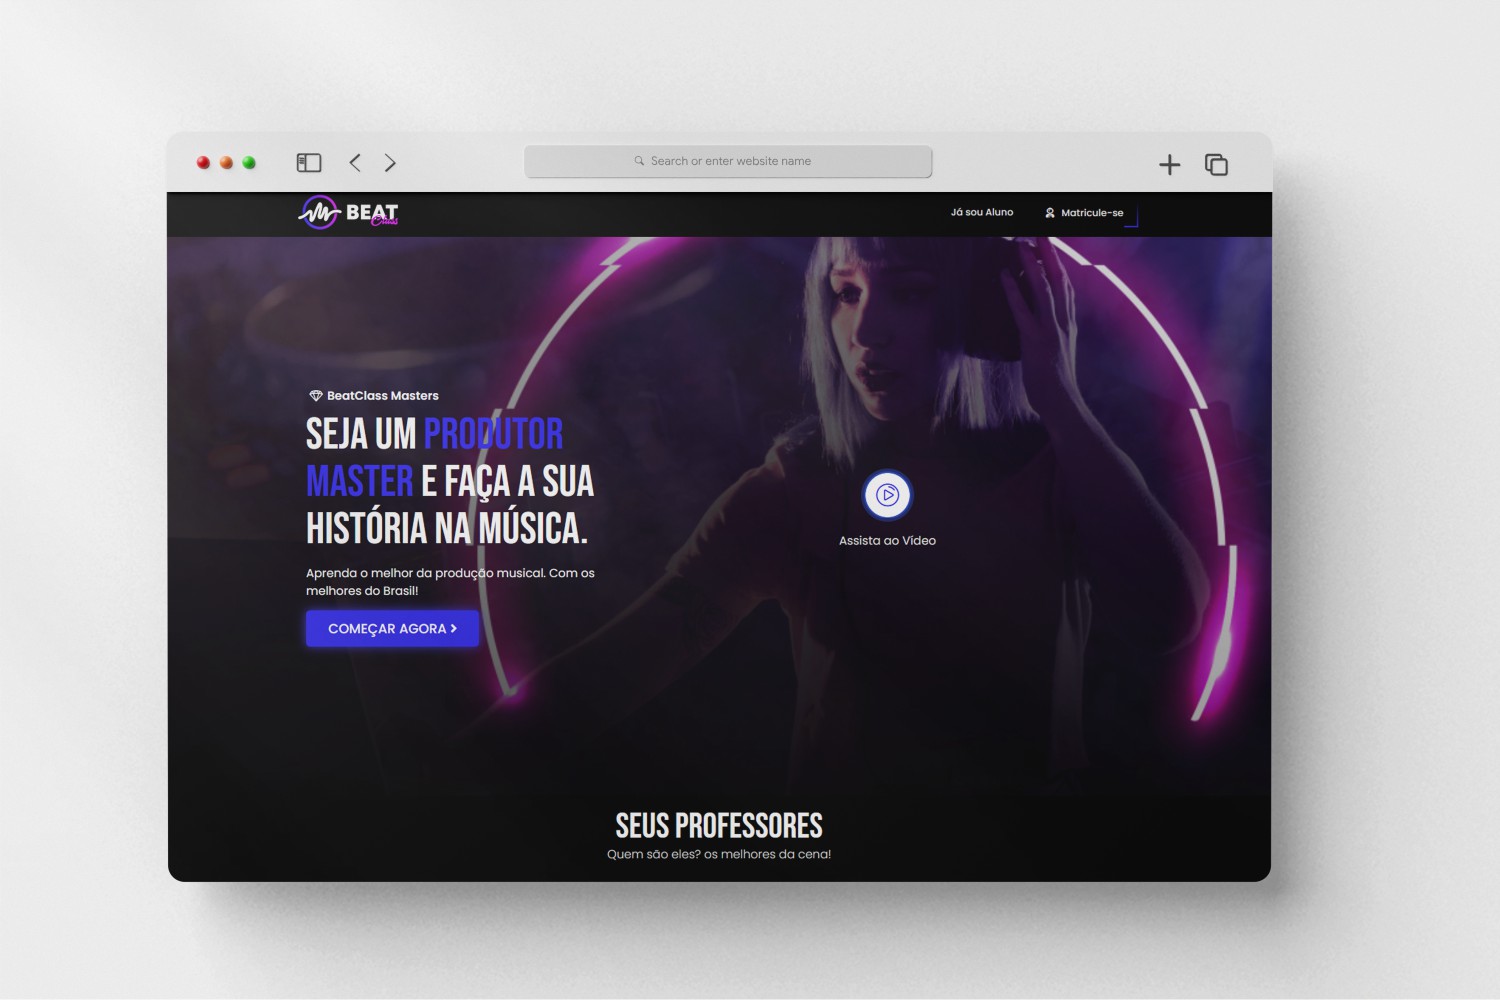 Search or enter website name
BEAT
Class
Já sou Aluno
Matricule-se
BeatClass Masters
SEJA UM PRODUTOR
MASTER E FAÇA A SUA
HISTÓRIA NA MÚSICA.
Aprenda o melhor da produção musical. Com os
melhores do Brasil!
COMEÇAR AGORA
Assista ao Vídeo
SEUS PROFESSORES
Quem são eles? os melhores da cena!